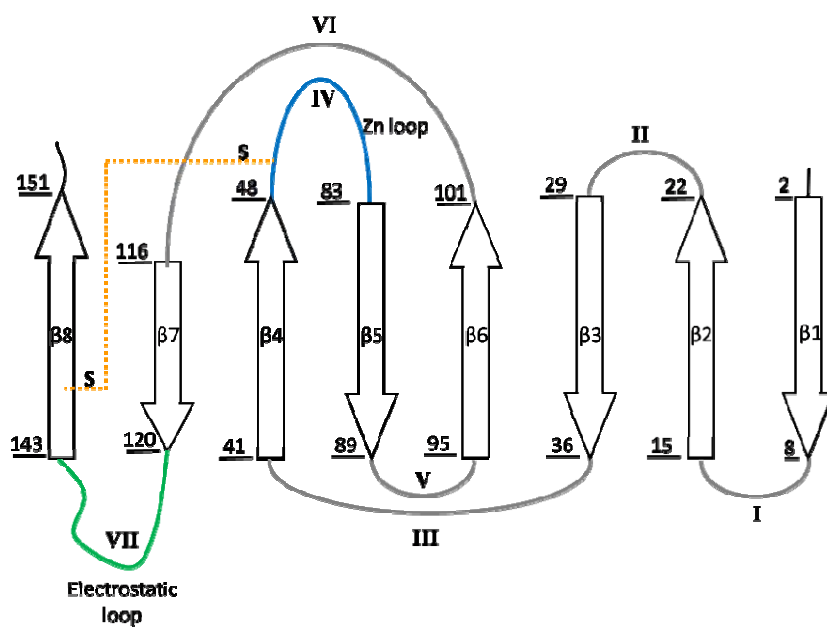 VI
IV
Zn loop
II
S
151
48
83
101
29
22
2
116
β8
β7
β4
β5
β6
β3
β2
β1
S
143
120
41
89
95
36
15
8
V
I
VII
III
Electrostatic
loop